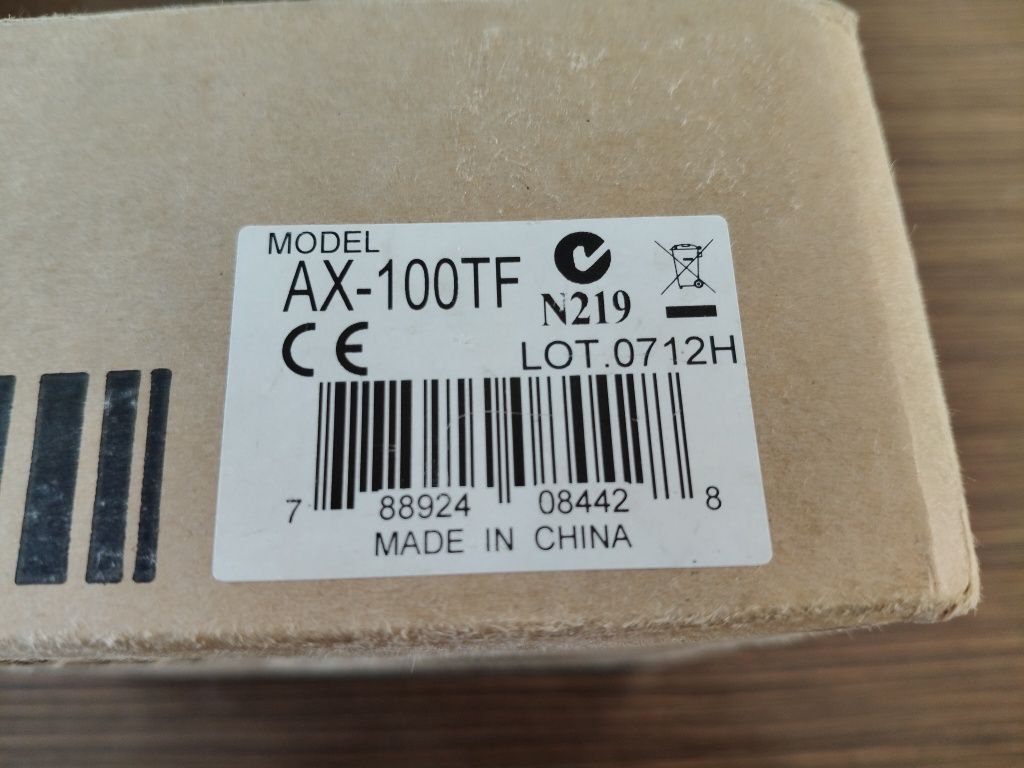 MODEL
AX-100TF
N219
CE
LOT.0712H
7 88924 08442 8
MADE IN CHINA